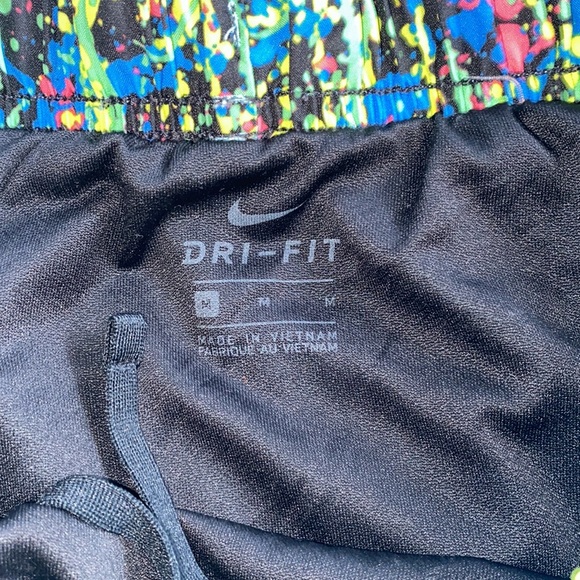 DRI-FIT
M M M
MADE IN VIETNAM
FABRIQUE AU VIETNAM